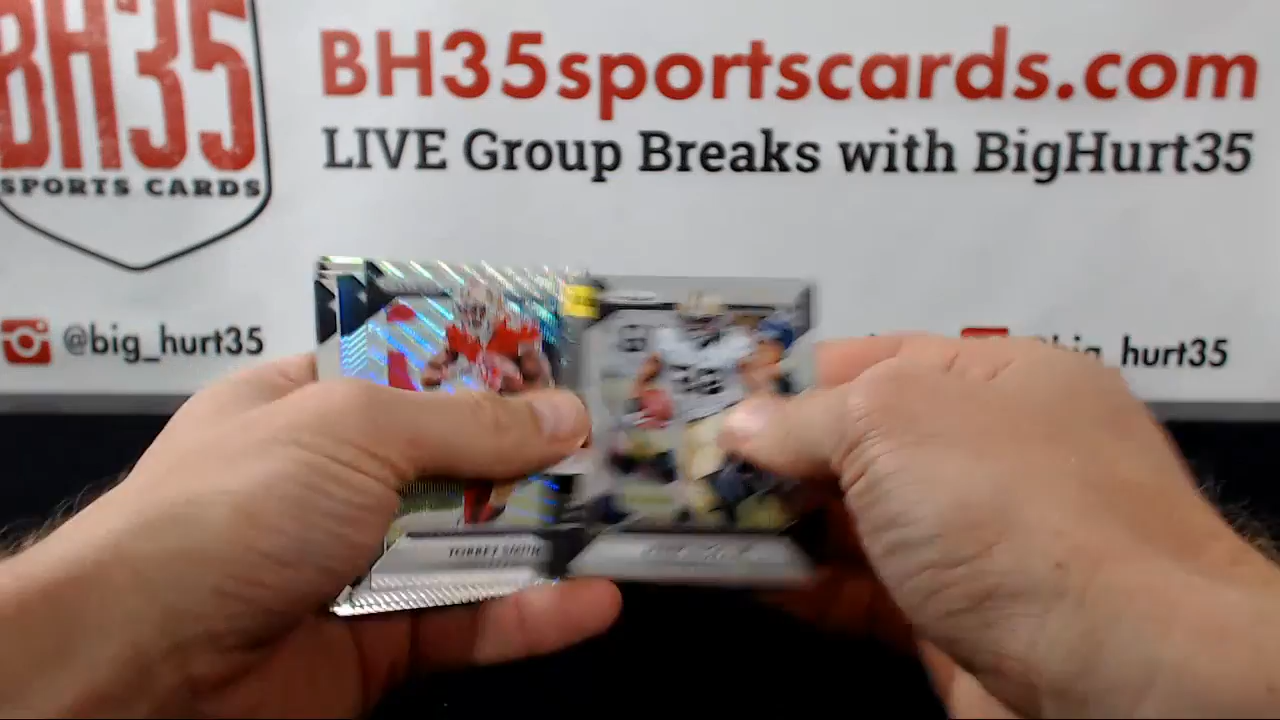 BH35
SPORTS CARDS
BH35sportscards.com
LIVE Group Breaks with BigHurt35
@big_hurt35
hurt35
TORREY SMITH